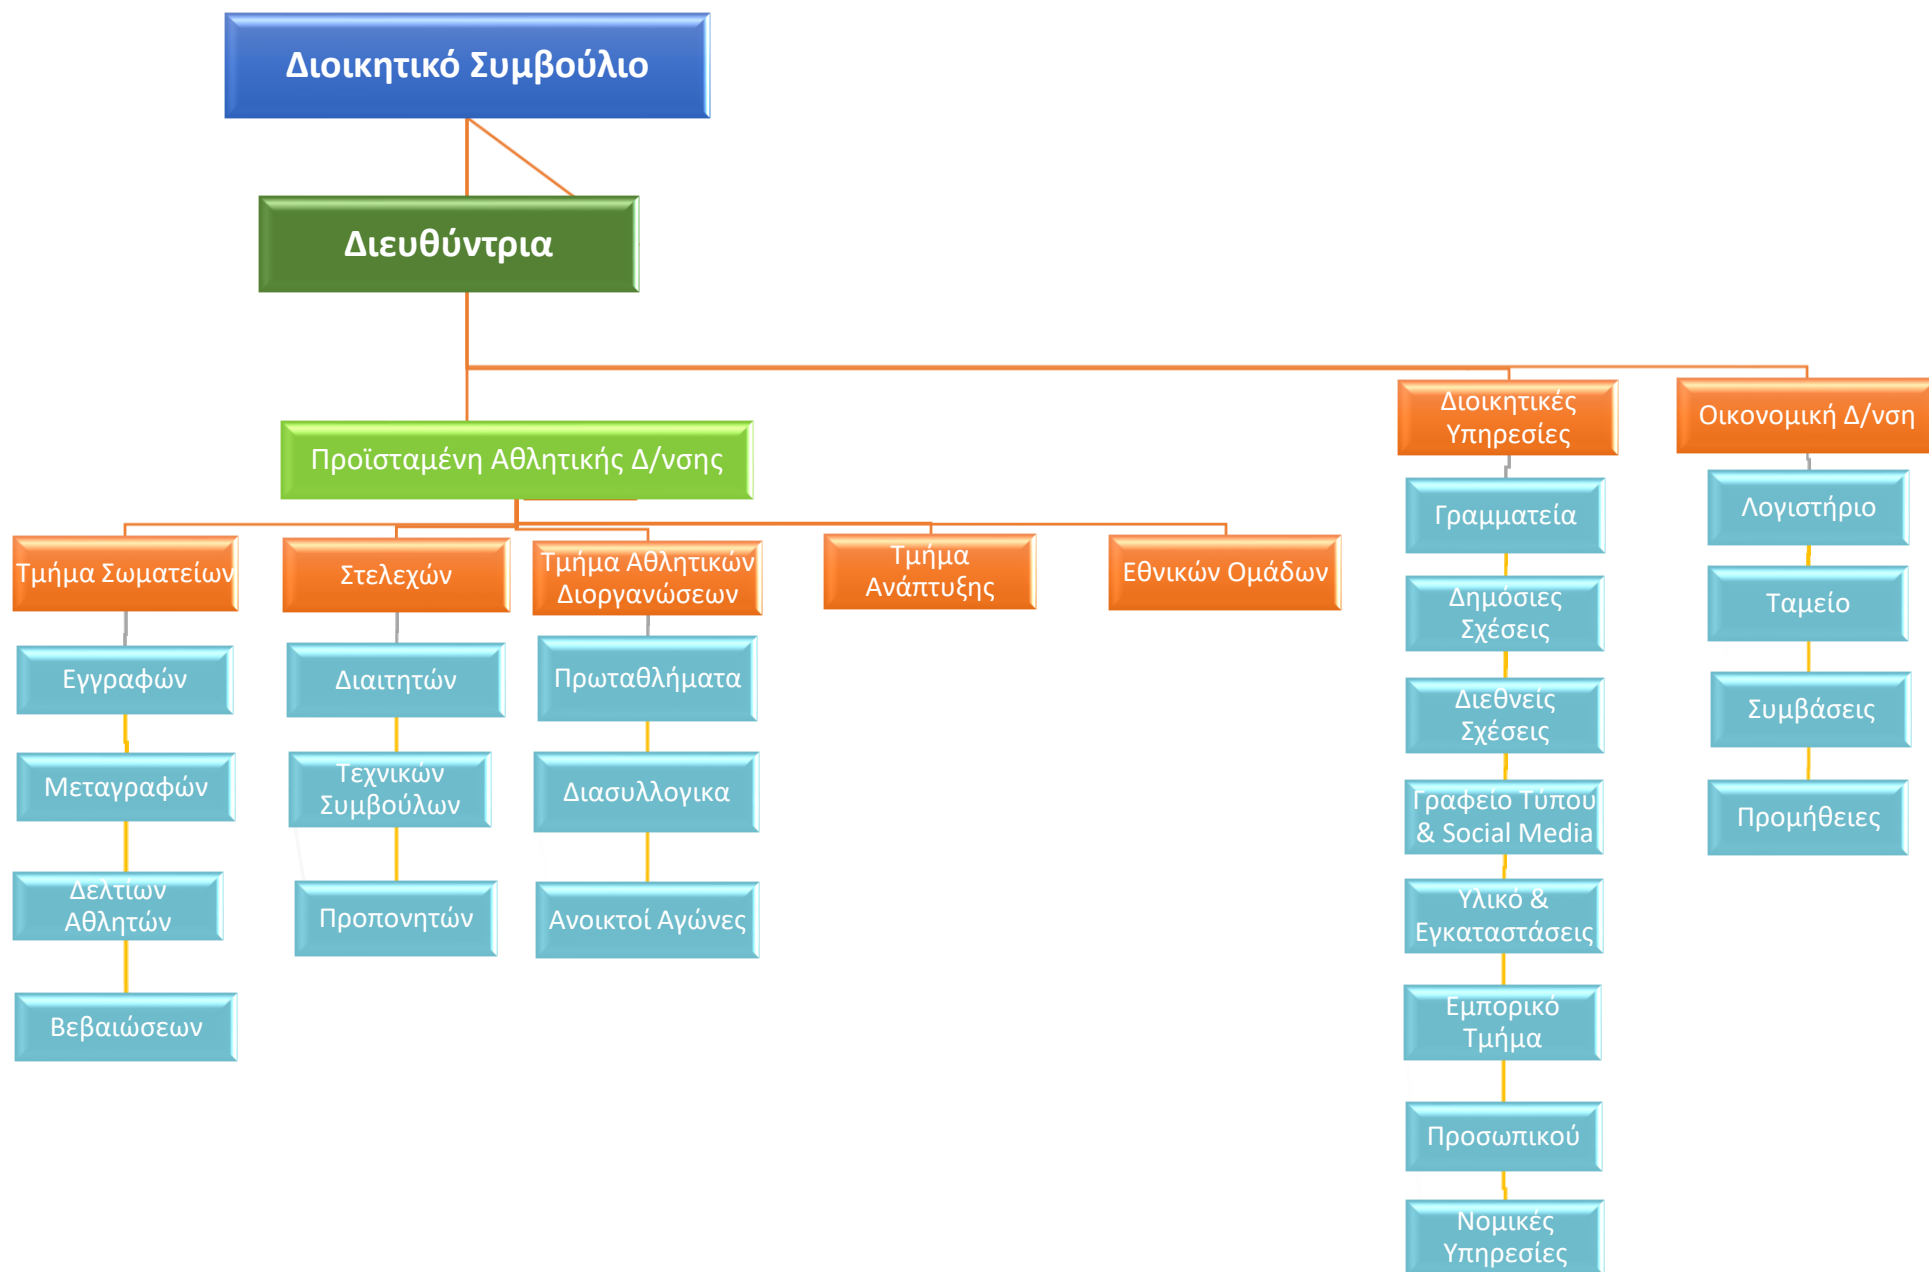 Διοικητικό Συμβούλιο
Διευθύντρια
Προϊσταμένη Αθλητικής Δ/νσης
Διοικητικές
Υπηρεσίες
Οικονομική Δ/νση
Τμήμα Σωματείων
Στελεχών
Τμήμα Αθλητικών
Διοργανώσεων
Τμήμα
Ανάπτυξης
Εθνικών Ομάδων
Εγγραφών
Μεταγραφών
Δελτίων
Αθλητών
Βεβαιώσεων
Διαιτητών
Τεχνικών
Συμβούλων
Προπονητών
Πρωταθλήματα
Διασυλλογικα
Ανοικτοί Αγώνες
Γραμματεία
Δημόσιες
Σχέσεις
Διεθνείς
Σχέσεις
Γραφείο Τύπου
& Social Media
Υλικό &
Εγκαταστάσεις
Εμπορικό
Τμήμα
Προσωπικού
Νομικές
Υπηρεσίες
Λογιστήριο
Ταμείο
Συμβάσεις
Προμήθειες